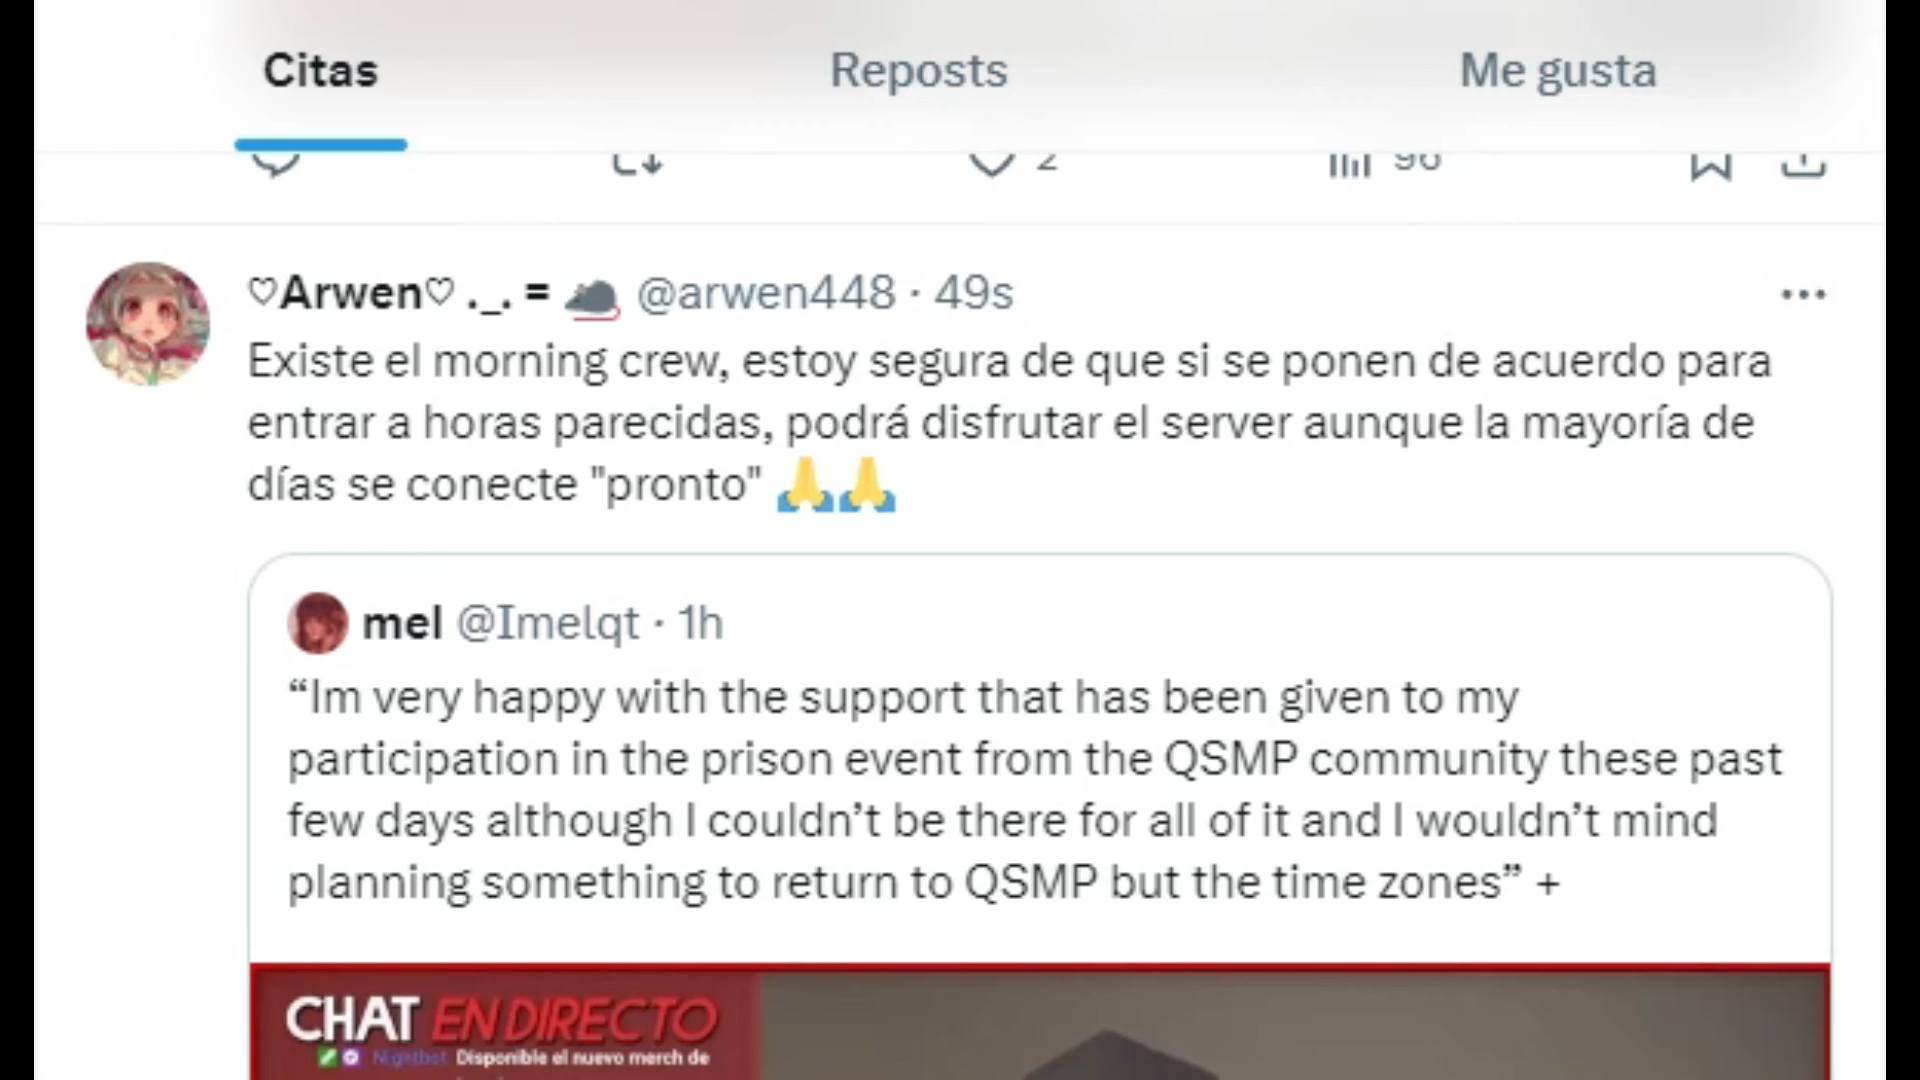 Citas Reposts Me gusta
2 96
♡Arwen♡ ._. = 🐀 @arwen448 · 49s
Existe el morning crew, estoy segura de que si se ponen de acuerdo para
entrar a horas parecidas, podrá disfrutar el server aunque la mayoría de
días se conecte "pronto" 🙏🙏
mel @Imelqt · 1h
“Im very happy with the support that has been given to my
participation in the prison event from the QSMP community these past
few days although I couldn’t be there for all of it and I wouldn’t mind
planning something to return to QSMP but the time zones” +
CHAT EN DIRECTO
Nightbot Disponible el nuevo merch de